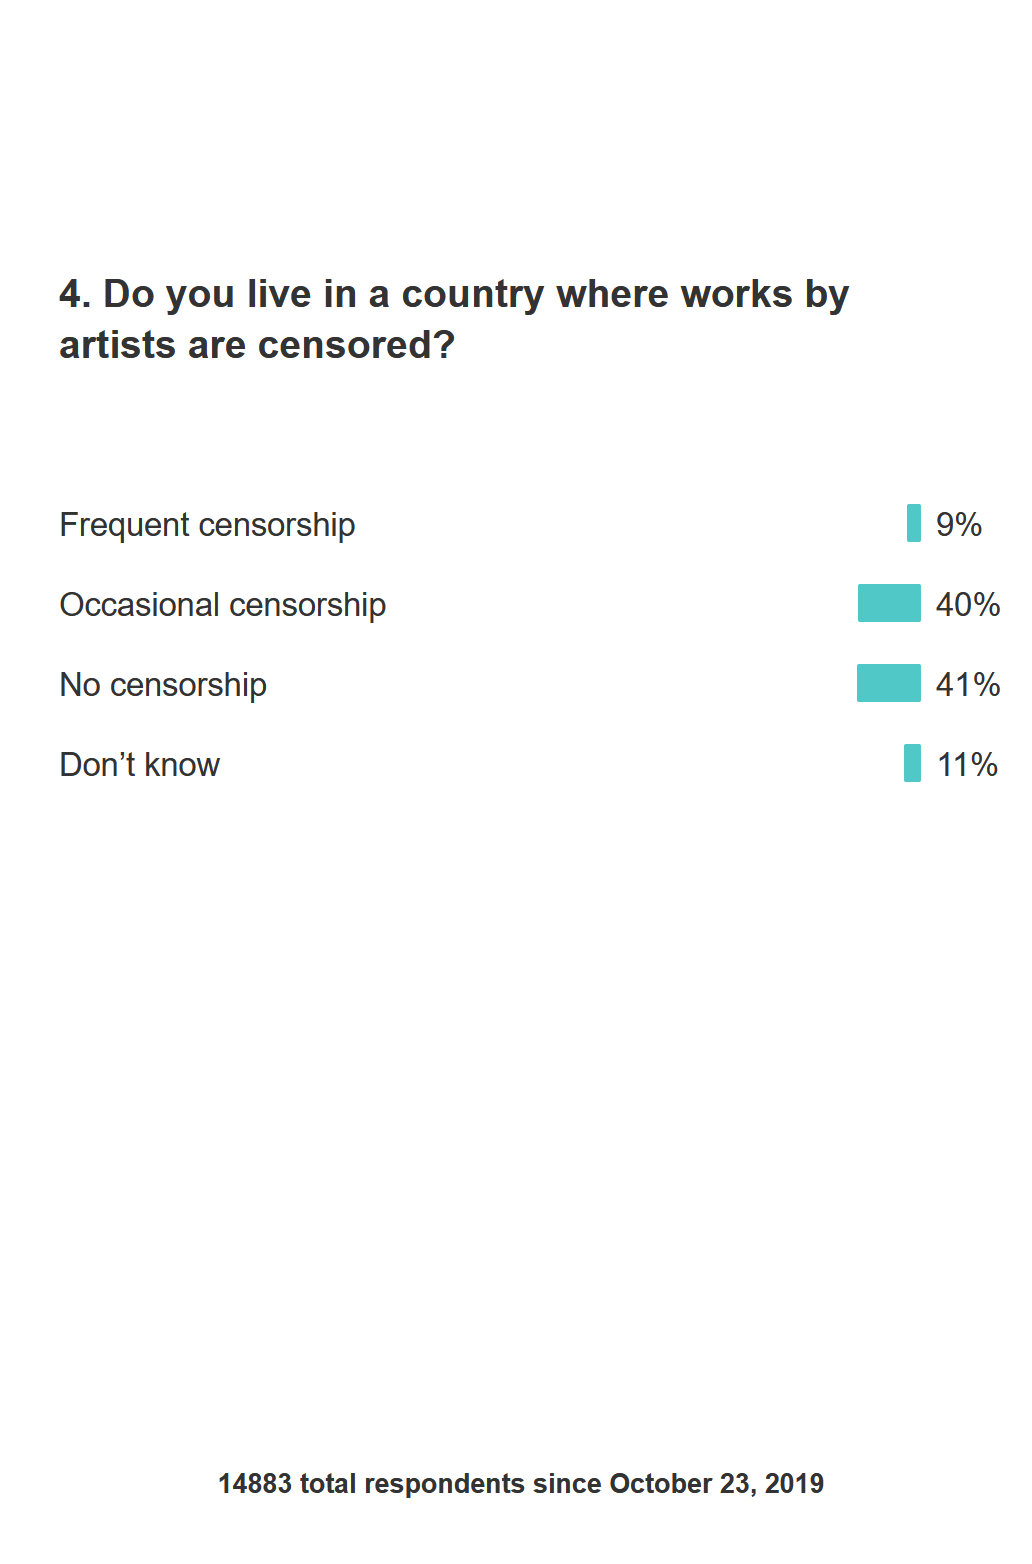 4. Do you live in a country where works by
artists are censored?
Frequent censorship 9%
Occasional censorship 40%
No censorship 41%
Don’t know 11%
14883 total respondents since October 23, 2019